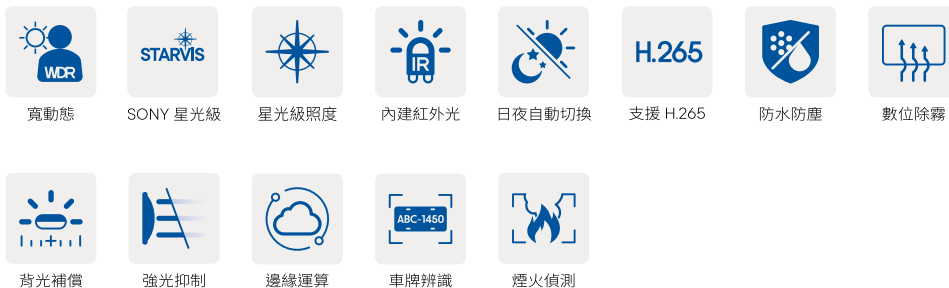 WDR
STARVIS
IR
H.265
寬動態
SONY 星光級
星光級照度
內建紅外光
日夜自動切換
支援 H.265
防水防塵
數位除霧
ABC-1450
背光補償
強光抑制
邊緣運算
車牌辨識
煙火偵測